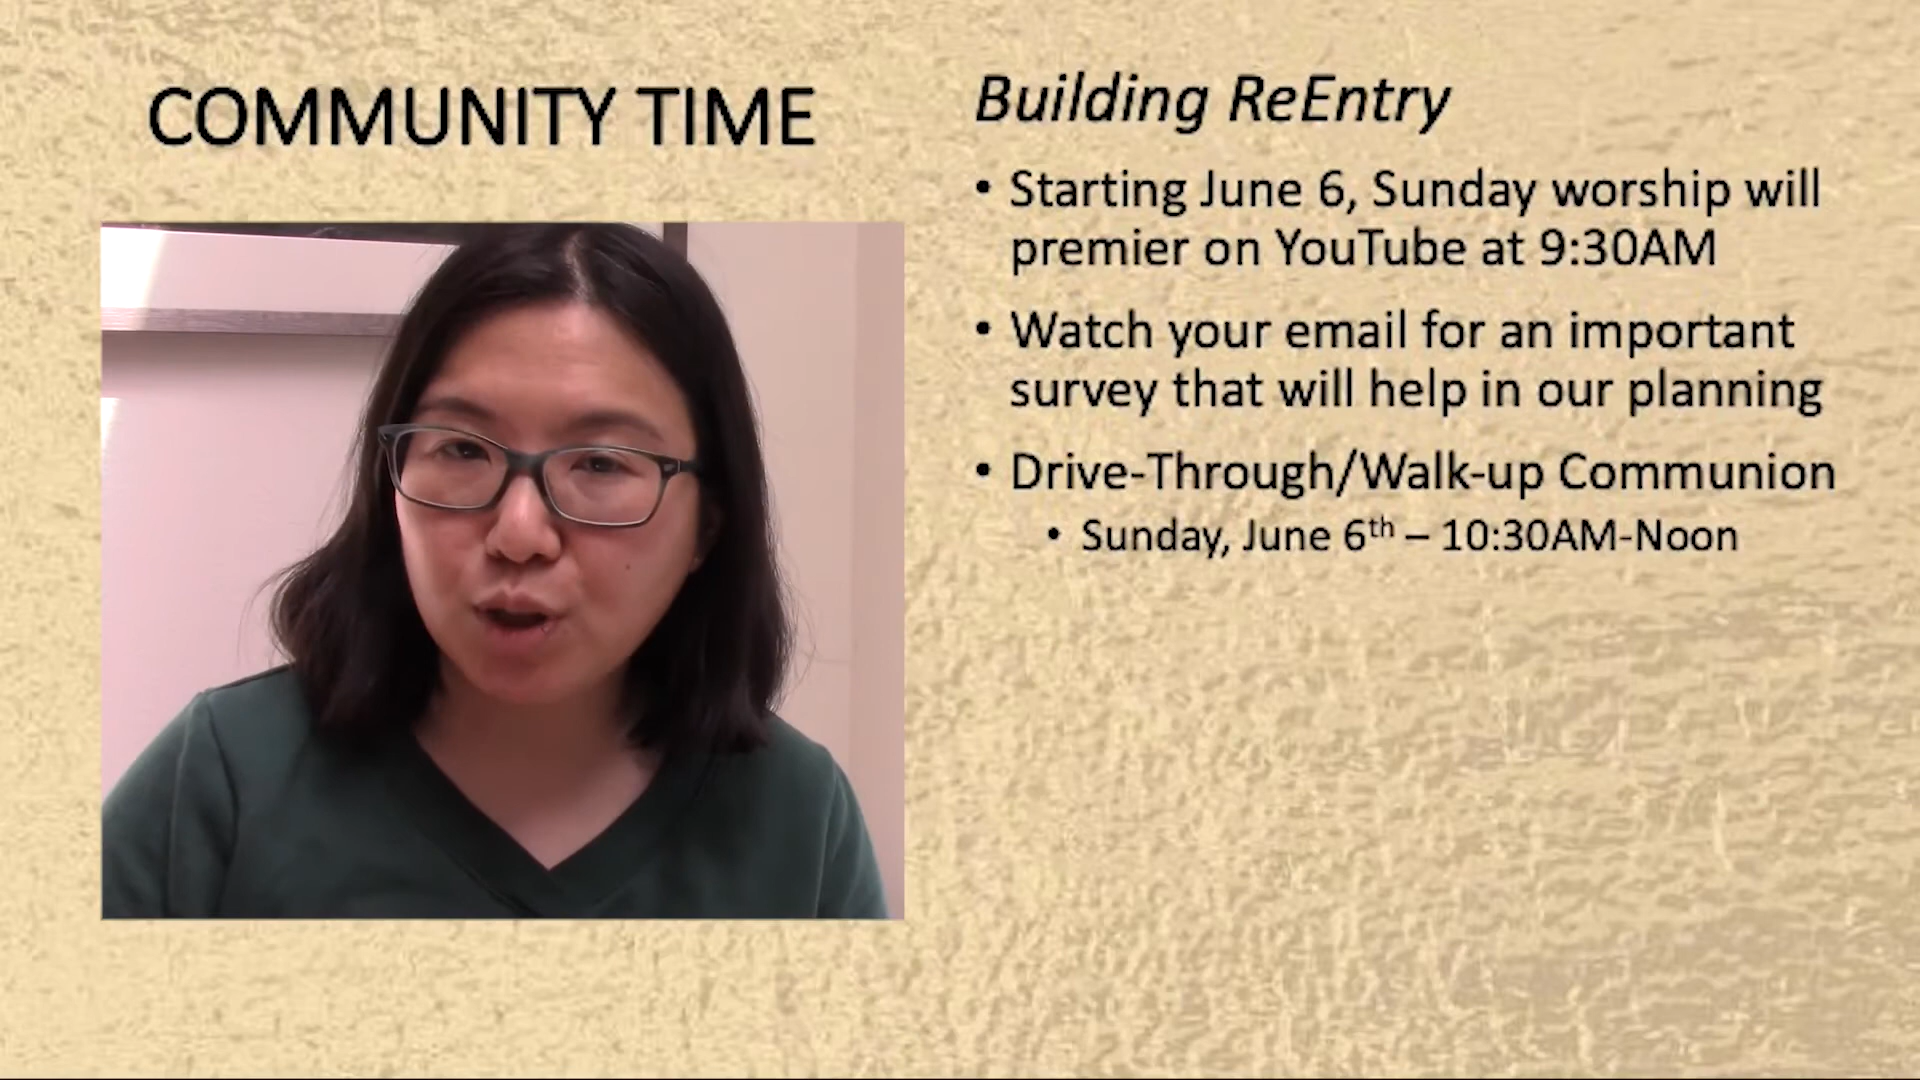 COMMUNITY TIME
Building ReEntry
• Starting June 6, Sunday worship will
premier on YouTube at 9:30AM
• Watch your email for an important
survey that will help in our planning
• Drive-Through/Walk-up Communion
• Sunday, June 6th – 10:30AM-Noon